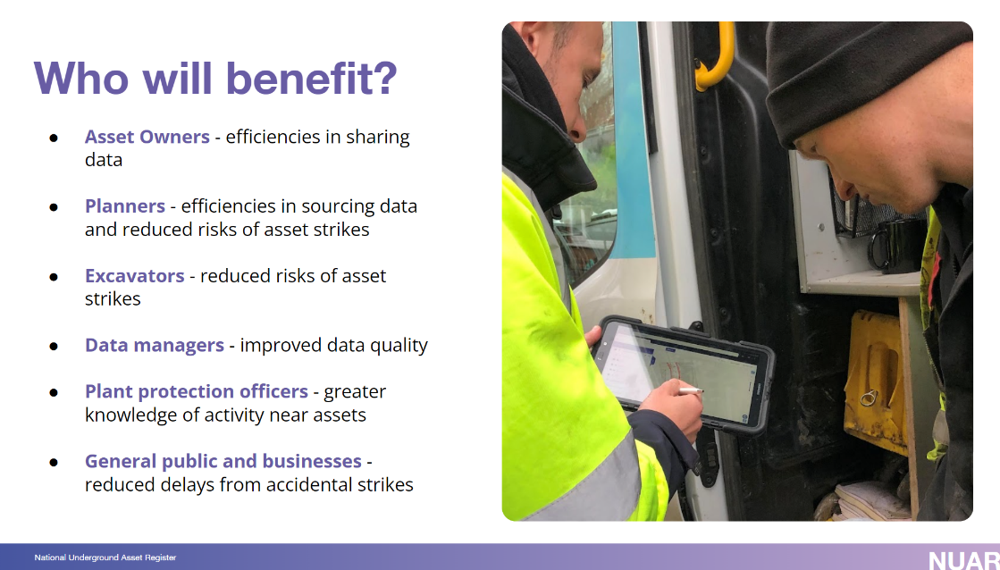 Who will benefit?
● Asset Owners - efficiencies in sharing
data
● Planners - efficiencies in sourcing data
and reduced risks of asset strikes
● Excavators - reduced risks of asset
strikes
● Data managers - improved data quality
● Plant protection officers - greater
knowledge of activity near assets
● General public and businesses -
reduced delays from accidental strikes
National Underground Asset Register
NUAR